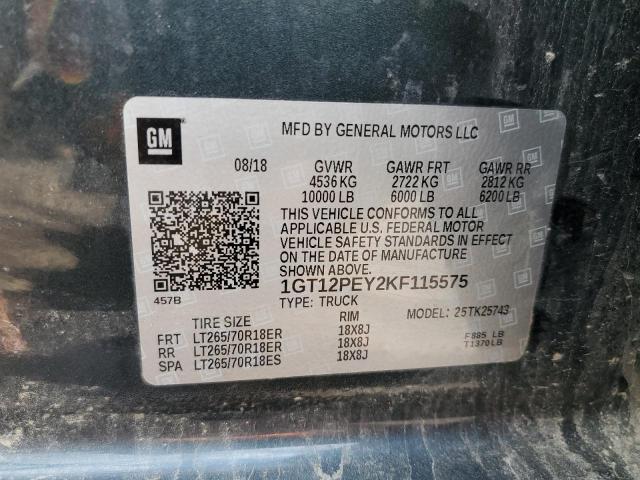 GM
MFD BY GENERAL MOTORS LLC
08/18 GVWR GAWR FRT GAWR RR
4536 KG 2722 KG 2812 KG
10000 LB 6000 LB 6200 LB
THIS VEHICLE CONFORMS TO ALL
APPLICABLE U.S. FEDERAL MOTOR
VEHICLE SAFETY STANDARDS IN EFFECT
ON THE DATE OF MANUFACTURE
SHOWN ABOVE.
457B
1GT12PEY2KF115575
TYPE: TRUCK MODEL: 25TK25743
TIRE SIZE RIM
FRT LT265/70R18ER 18X8J F885 LB
RR LT265/70R18ER 18X8J T1370 LB
SPA LT265/70R18ES 18X8J